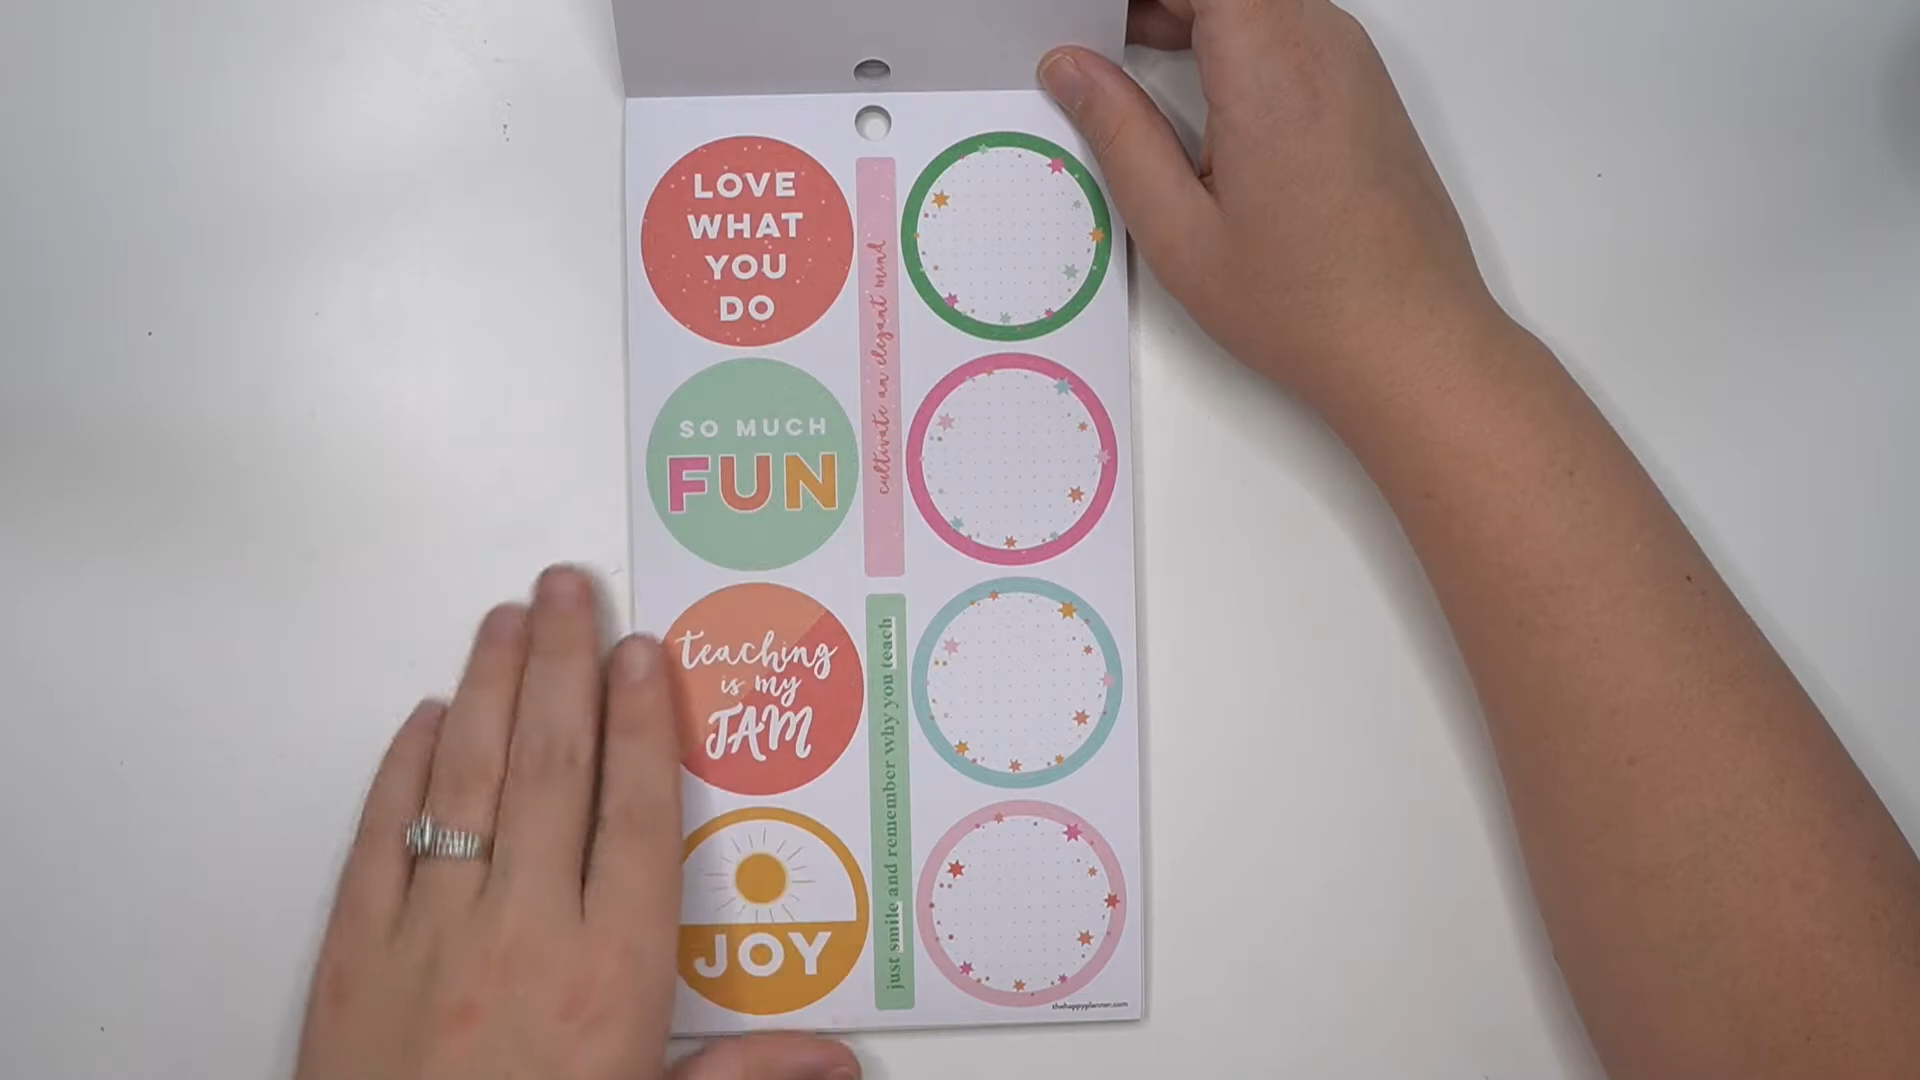 LOVE
WHAT
YOU
DO
cultivate an elegant mind
SO MUCH
FUN
teaching
is my
JAM
just smile and remember why you teach
JOY
thehappyplanner.com